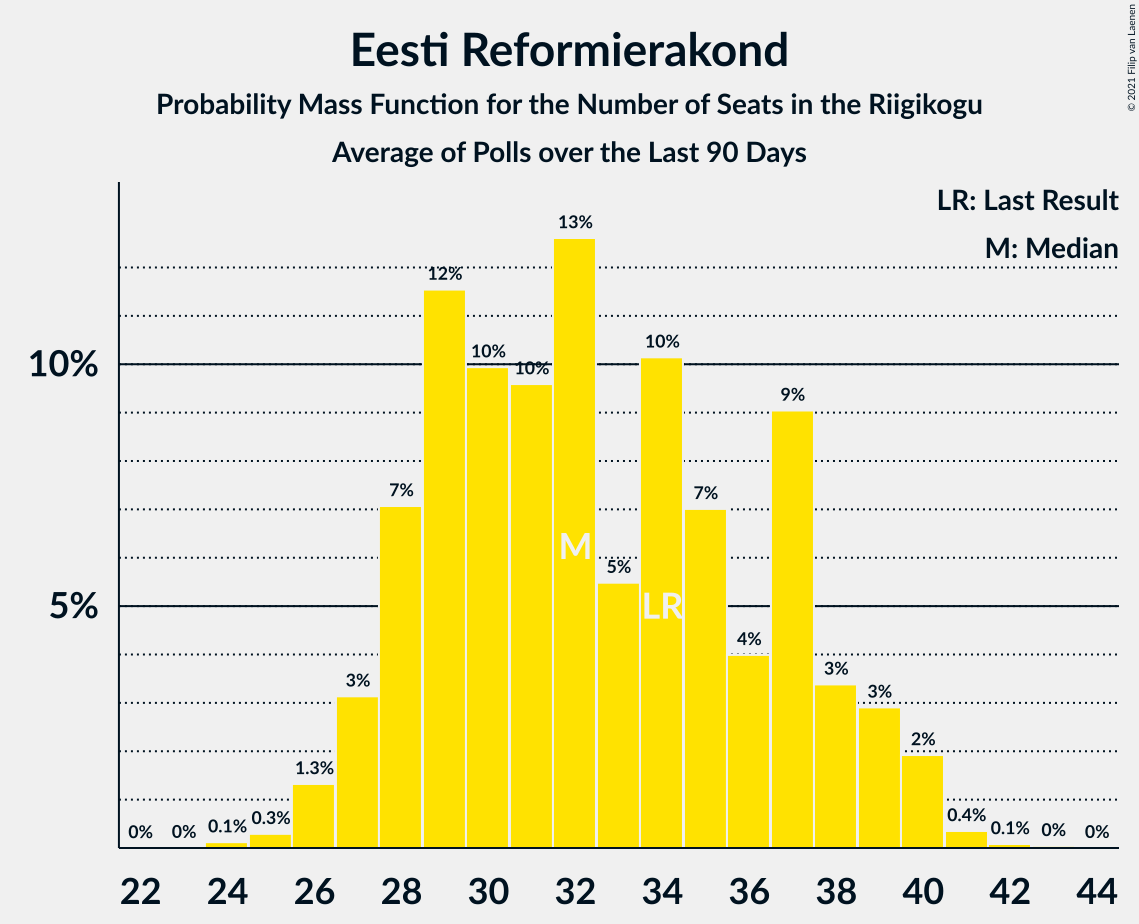 © 2021 Filip van Laenen
Eesti Reformierakond
Probability Mass Function for the Number of Seats in the Riigikogu
Average of Polls over the Last 90 Days
LR: Last Result
M: Median
10%
5%
0% 0% 0.1% 0.3% 1.3% 3% 7% 12% 10% 10% 13% 5% 10% 7% 4% 9% 3% 3% 2% 0.4% 0.1% 0% 0%
M
LR
22 24 26 28 30 32 34 36 38 40 42 44